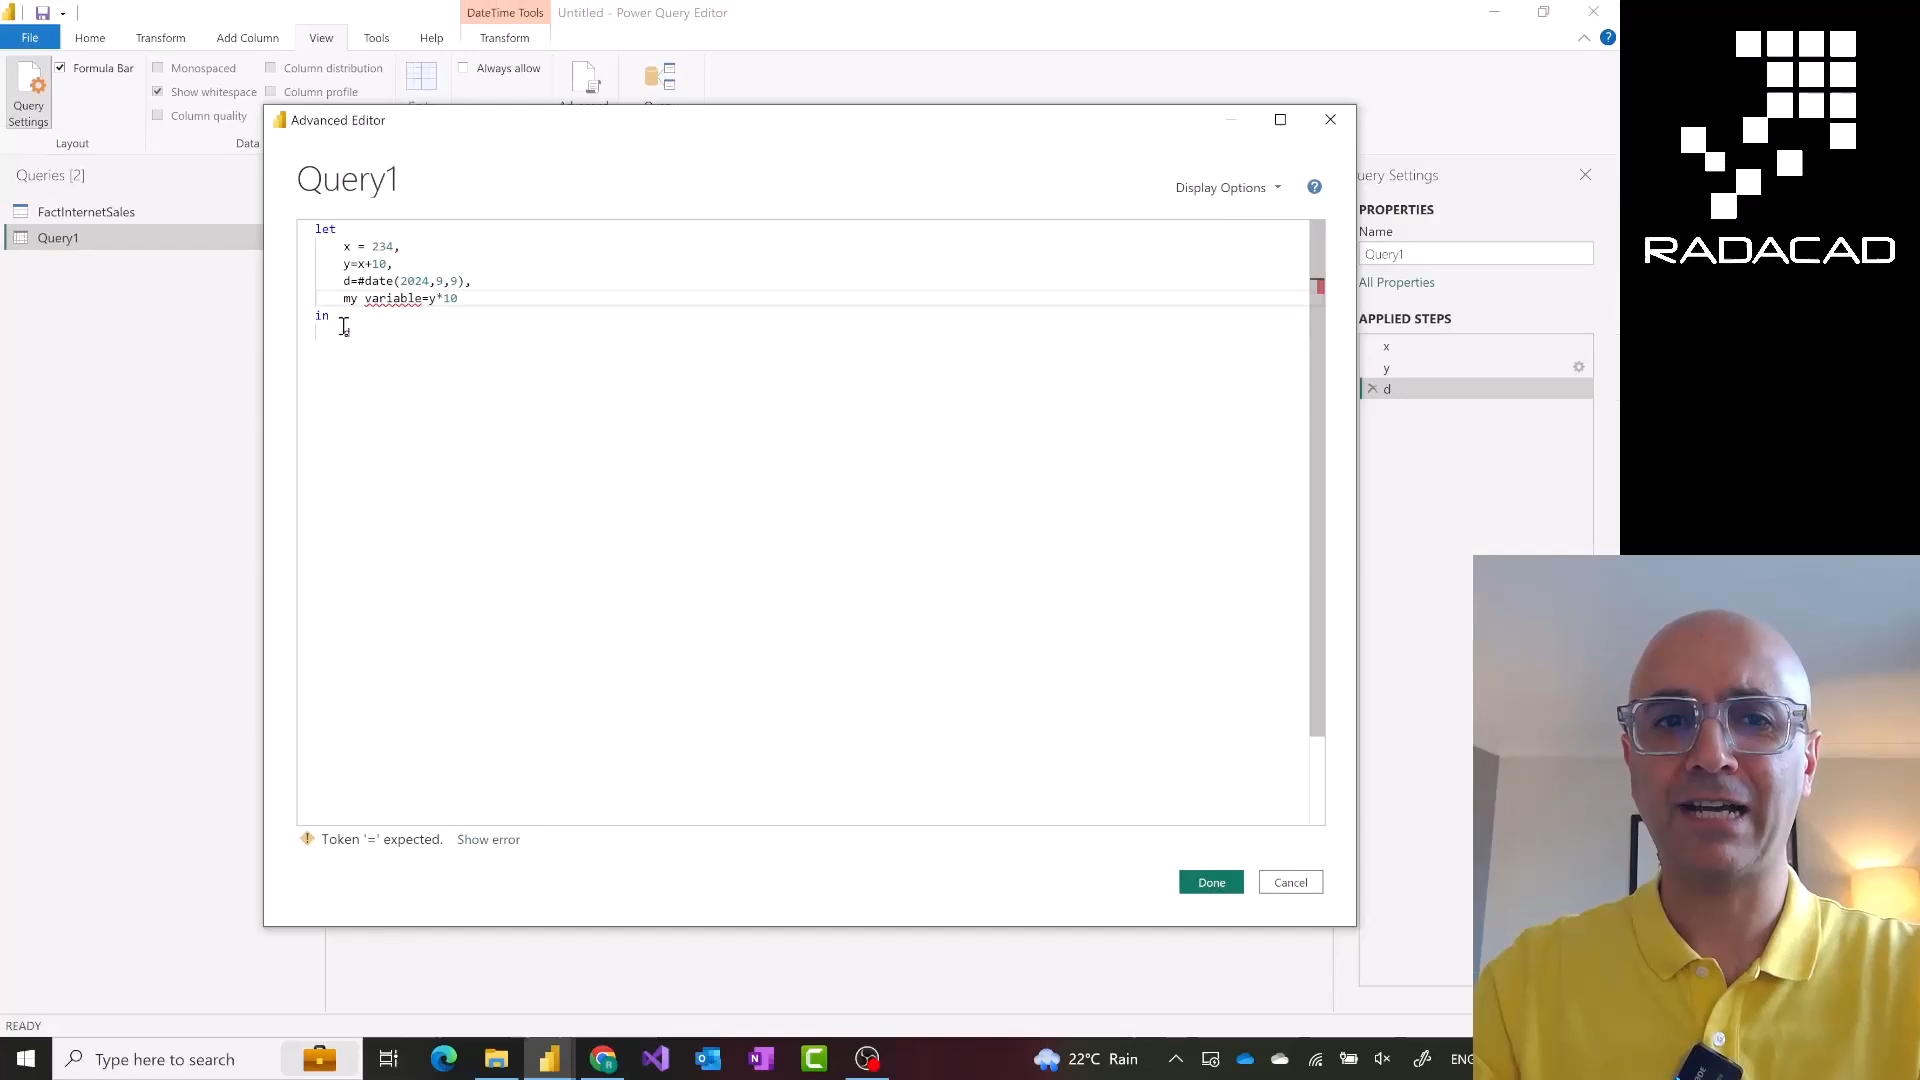 DateTime Tools
Untitled - Power Query Editor
File
Home
Transform
Add Column
View
Tools
Help
Transform
Query
Settings
Formula Bar
Monospaced
Show whitespace
Column quality
Column distribution
Column profile
Always allow
Layout
Data
Queries [2]
FactInternetSales
Query1
Advanced Editor
Query1
Display Options
let
x = 234,
y=x+10,
d=#date(2024,9,9),
my variable=y*10
in
d
Token '=' expected.
Show error
Done
Cancel
uery Settings
PROPERTIES
Name
Query1
All Properties
APPLIED STEPS
x
y
d
RADACAD
READY
Type here to search
22°C Rain
ENG